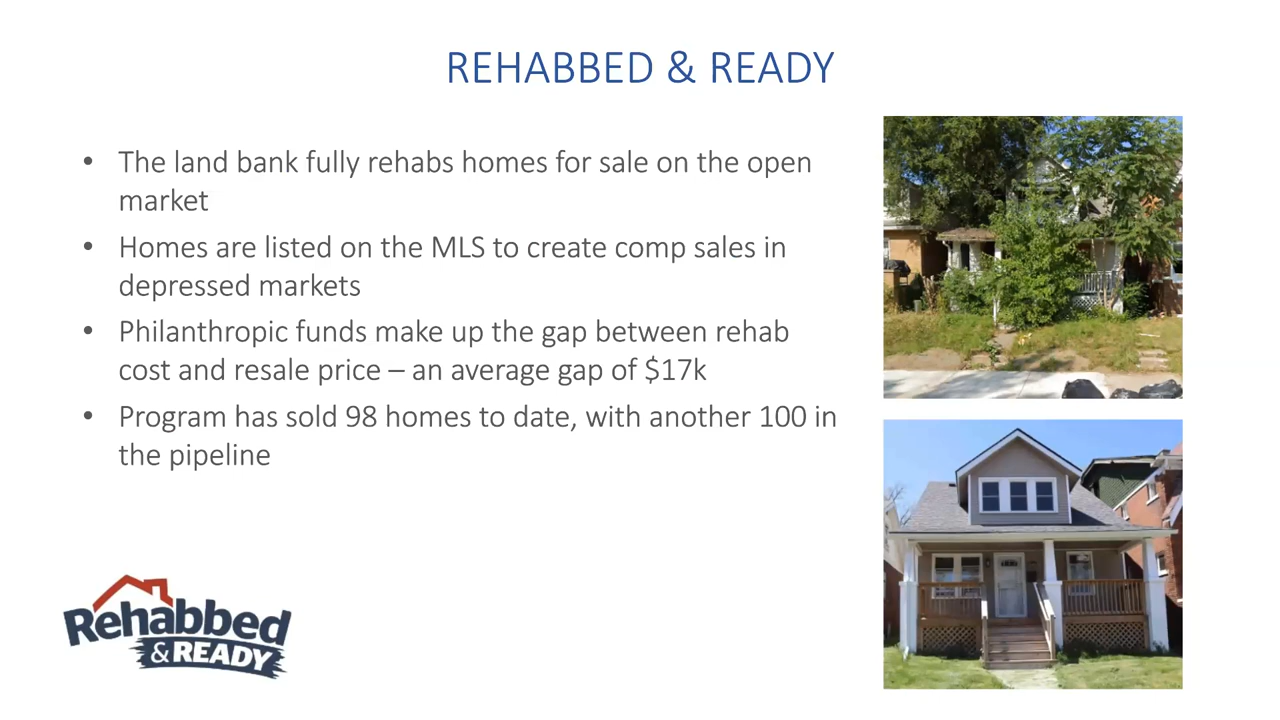 REHABBED & READY
• The land bank fully rehabs homes for sale on the open
market
• Homes are listed on the MLS to create comp sales in
depressed markets
• Philanthropic funds make up the gap between rehab
cost and resale price – an average gap of $17k
• Program has sold 98 homes to date, with another 100 in
the pipeline
Rehabbed
& READY